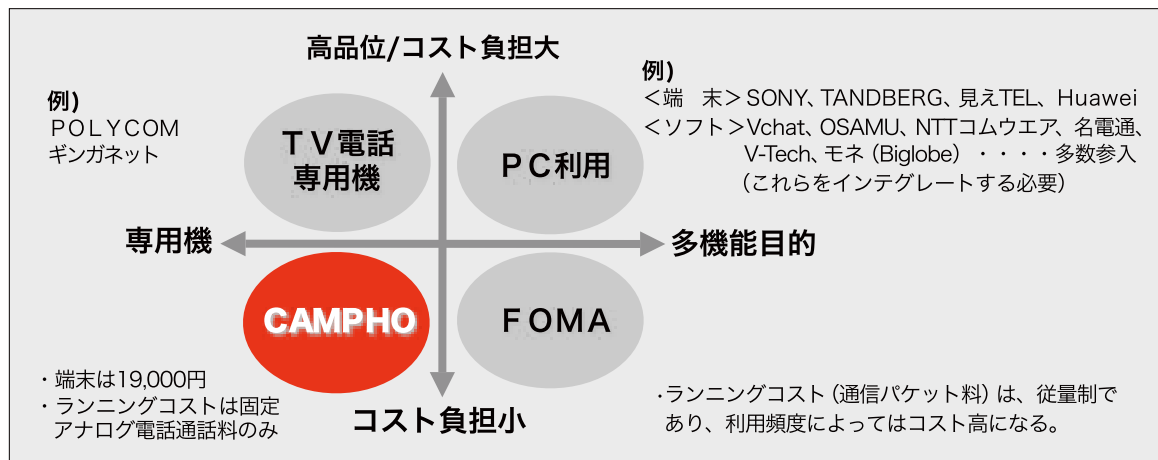 高品位/コスト負担大
例)
ＰＯＬＹＣＯＭ
ギンガネット
ＴＶ電話
専用機
ＰＣ利用
例)
＜端　末＞SONY、TANDBERG、見えTEL、Huawei
＜ソフト＞Vchat、OSAMU、NTTコムウエア、名電通、
V-Tech、モネ（Biglobe）・・・・多数参入
（これらをインテグレートする必要）
専用機
多機能目的
CAMPHO
ＦＯＭＡ
・端末は19,000円
・ランニングコストは固定
アナログ電話通話料のみ
コスト負担小
・ランニングコスト（通信パケット料）は、従量制で
あり、利用頻度によってはコスト高になる。